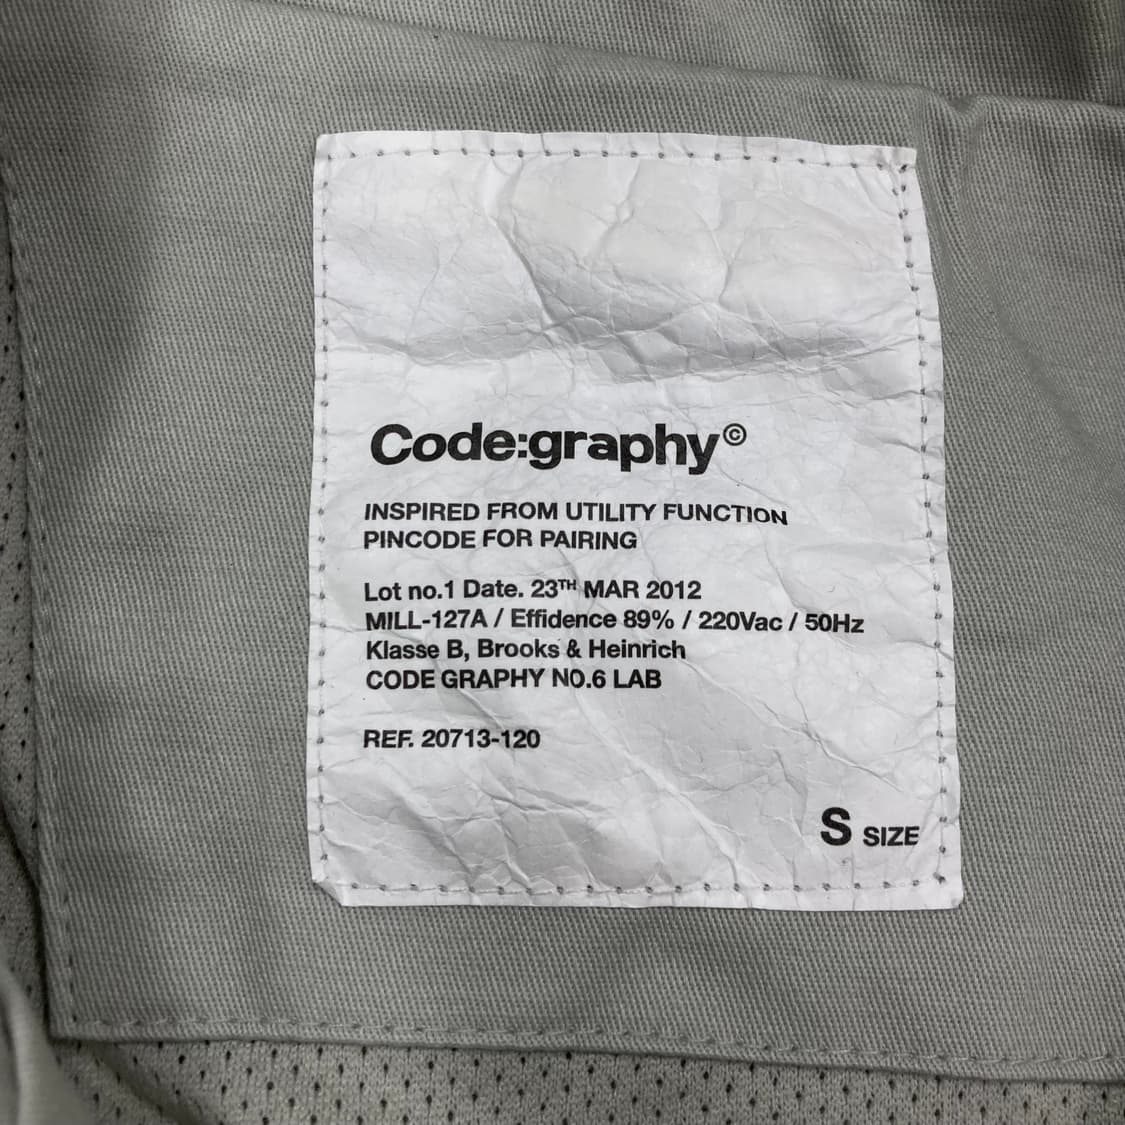 Code:graphy©
INSPIRED FROM UTILITY FUNCTION
PINCODE FOR PAIRING
Lot no.1 Date. 23TH MAR 2012
MILL-127A / Effidence 89% / 220Vac / 50Hz
Klasse B, Brooks & Heinrich
CODE GRAPHY NO.6 LAB
REF. 20713-120
S SIZE